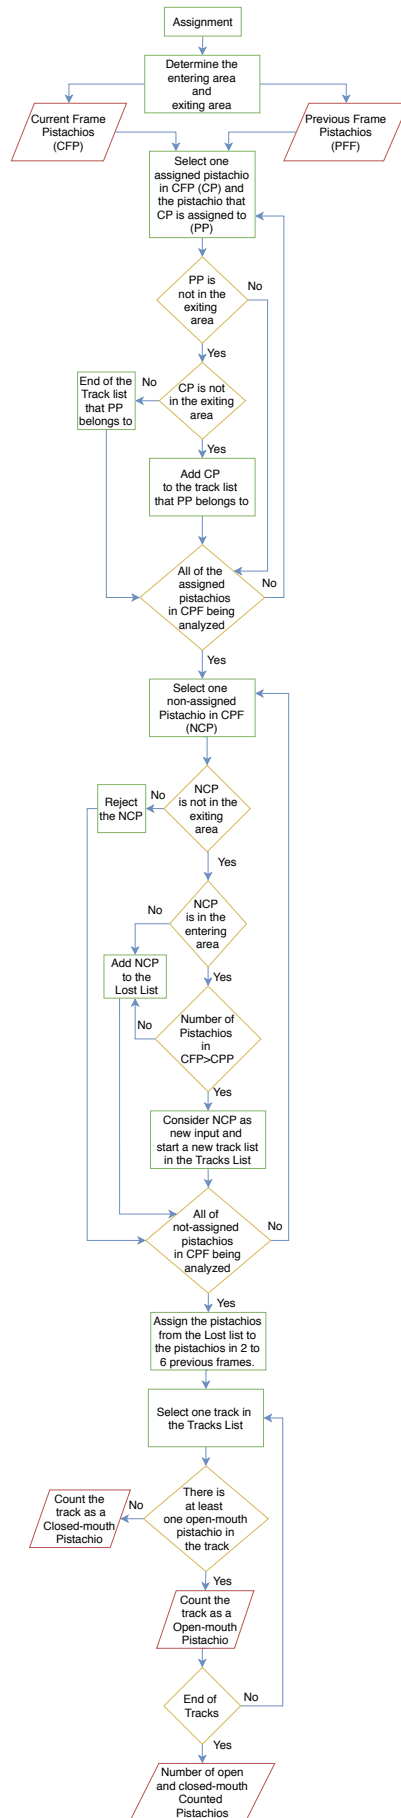 Assignment
Determine the
entering area
and
exiting area
Current Frame
Pistachios
(CFP)
Previous Frame
Pistachios
(PFF)
Select one
assigned pistachio
in CFP (CP) and
the pistachio that
CP is assigned to
(PP)
PP is
not in the
exiting
area
No
Yes
End of the
Track list
that PP
belongs to
No
CP is not
in the exiting
area
Yes
Add CP
to the track list
that PP belongs to
All of the
assigned
pistachios
in CPF being
analyzed
No
Yes
Select one
non-assigned
Pistachio in CPF
(NCP)
NCP
is not in the
exiting
area
No
Reject
the NCP
Yes
NCP
is in the
entering
area
No
Yes
Add NCP
to the
Lost List
Number of
Pistachios
in
CFP>CPP
No
Yes
Consider NCP as
new input and
start a new track list
in the Tracks List
All of
not-assigned
pistachios
in CPF being
analyzed
No
Yes
Assign the pistachios
from the Lost list to
the pistachios in 2 to
6 previous frames.
Select one track in
the Tracks List
There is
at least
one open-mouth
pistachio in
the track
No
Count the
track as a
Closed-mouth
Pistachio
Yes
Count the
track as a
Open-mouth
Pistachio
End of
Tracks
No
Yes
Number of open
and closed-mouth
Counted
Pistachios